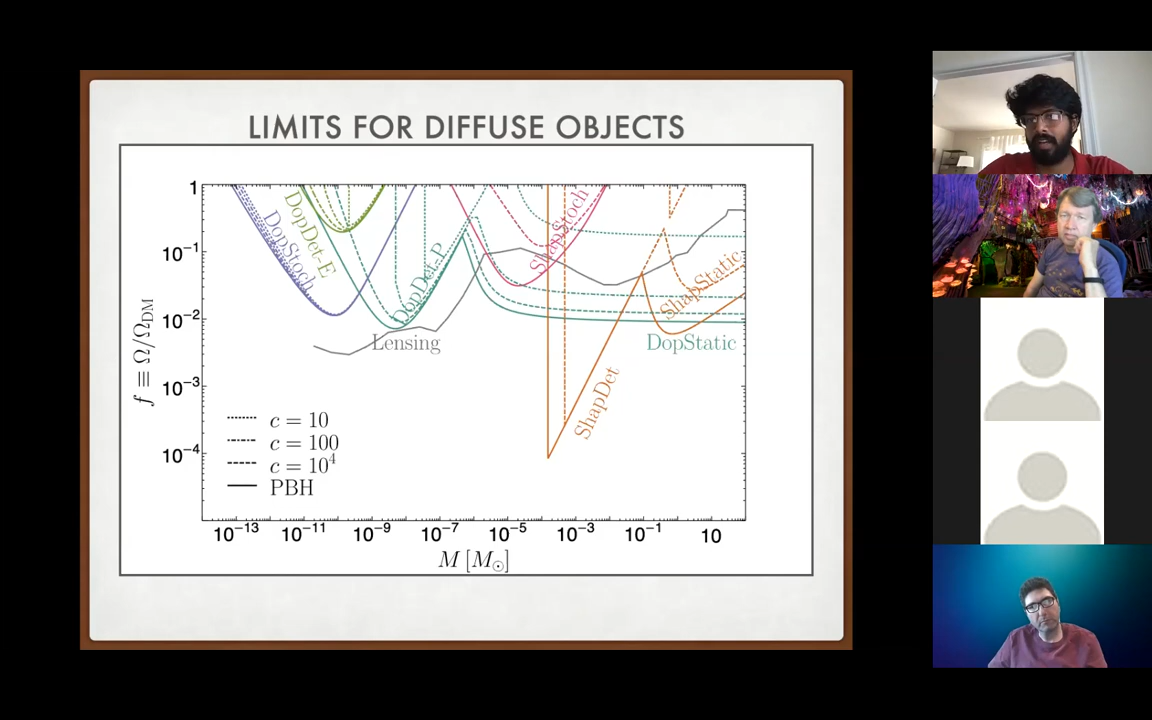 LIMITS FOR DIFFUSE OBJECTS
f ≡ Ω/Ω_DM
1
10^-1
10^-2
10^-3
10^-4
DopStoch
DopDet-E
DopDet-P
ShapStoch
ShapStatic
Lensing
DopStatic
ShapDet
c = 10
c = 100
c = 10^4
PBH
10^-13 10^-11 10^-9 10^-7 10^-5 10^-3 10^-1 10
M [M_⊙]